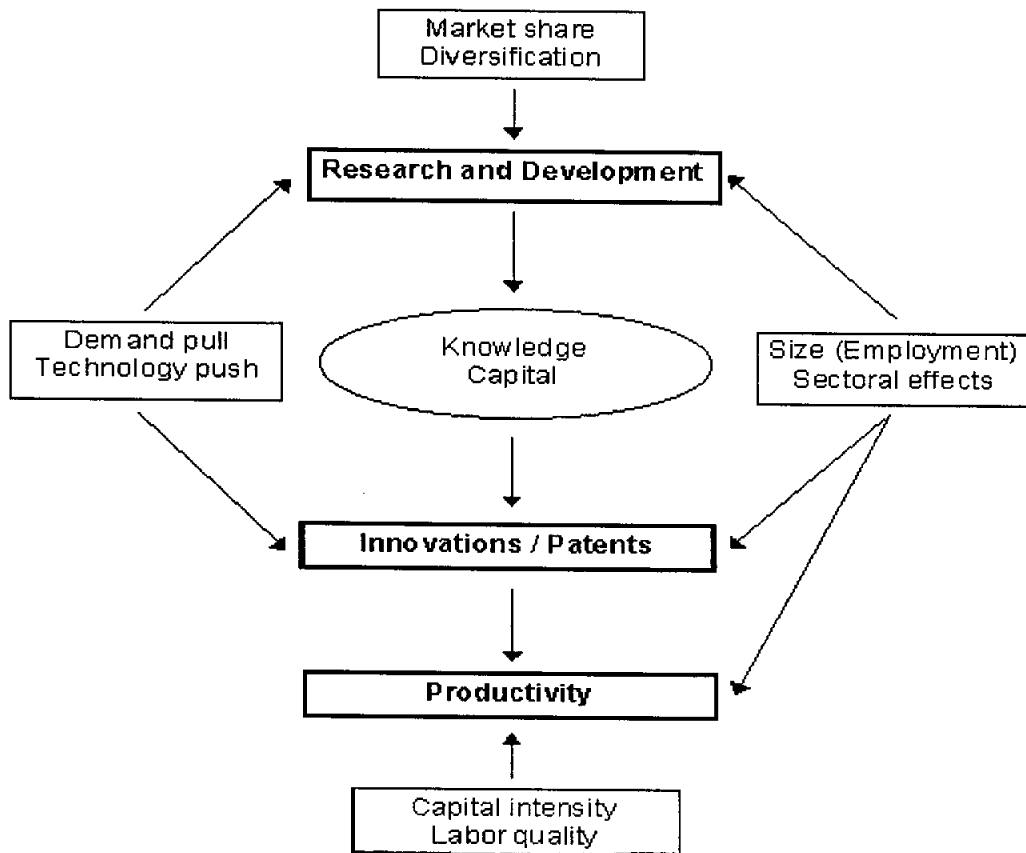 Market share
Diversification
Research and Development
Demand pull
Technology push
Knowledge
Capital
Size (Employment)
Sectoral effects
Innovations / Patents
Productivity
Capital intensity
Labor quality